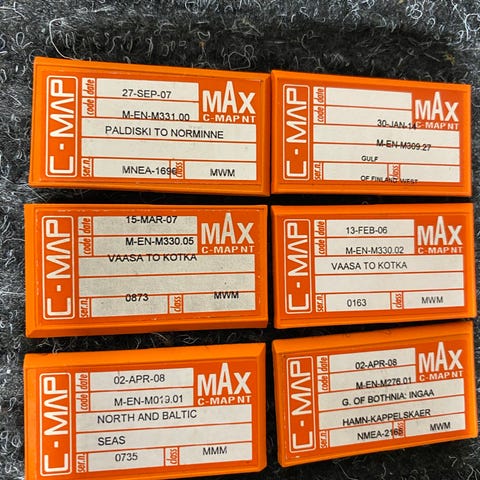 C-MAP
code date
27-SEP-07
MAX
C-MAP NT
M-EN-M331.00
PALDISKI TO NORMINNE
ser.n.
MNEA-1696
class
MWM
C-MAP
code date
MAX
C-MAP NT
M-EN-M309.27
GULF
OF FINLAND WEST
ser.n.
class
C-MAP
code date
15-MAR-07
MAX
C-MAP NT
M-EN-M330.05
VAASA TO KOTKA
ser.n.
0873
class
MWM
C-MAP
code date
13-FEB-06
MAX
C-MAP NT
M-EN-M330.02
VAASA TO KOTKA
ser.n.
0163
class
MWM
C-MAP
code date
02-APR-08
MAX
C-MAP NT
M-EN-M019.01
NORTH AND BALTIC
SEAS
ser.n.
0735
class
MMM
C-MAP
code date
02-APR-08
MAX
C-MAP NT
M-EN-M276.01
G. OF BOTHNIA: INGAA
HAMN-KAPPELSKAER
ser.n.
NMEA-2165
class
MWM